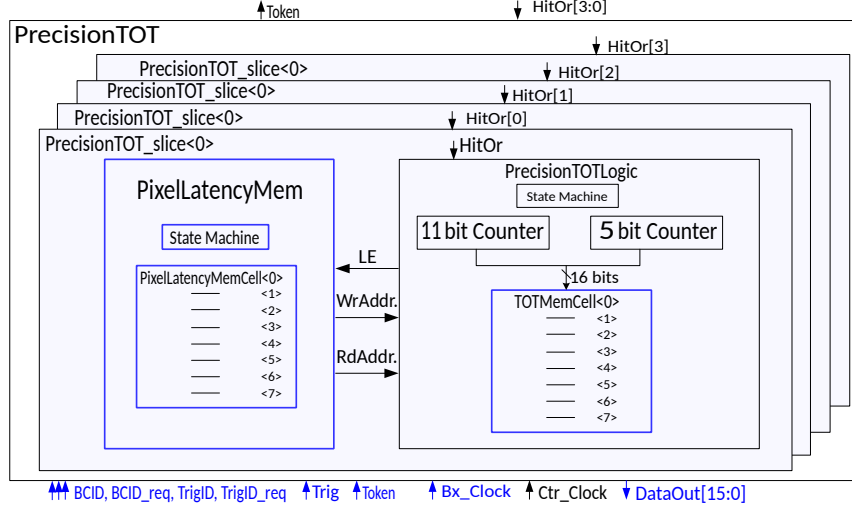 Token
HitOr[3:0]
PrecisionTOT
HitOr[3]
PrecisionTOT_slice<0>
HitOr[2]
PrecisionTOT_slice<0>
HitOr[1]
PrecisionTOT_slice<0>
HitOr[0]
PrecisionTOT_slice<0>
HitOr
PixelLatencyMem
State Machine
PixelLatencyMemCell<0>
<1>
<2>
<3>
<4>
<5>
<6>
<7>
LE
WrAddr.
RdAddr.
PrecisionTOTLogic
State Machine
11 bit Counter
5 bit Counter
16 bits
TOTMemCell<0>
<1>
<2>
<3>
<4>
<5>
<6>
<7>
BCID, BCID_req, TrigID, TrigID_req
Trig
Token
Bx_Clock
Ctr_Clock
DataOut[15:0]